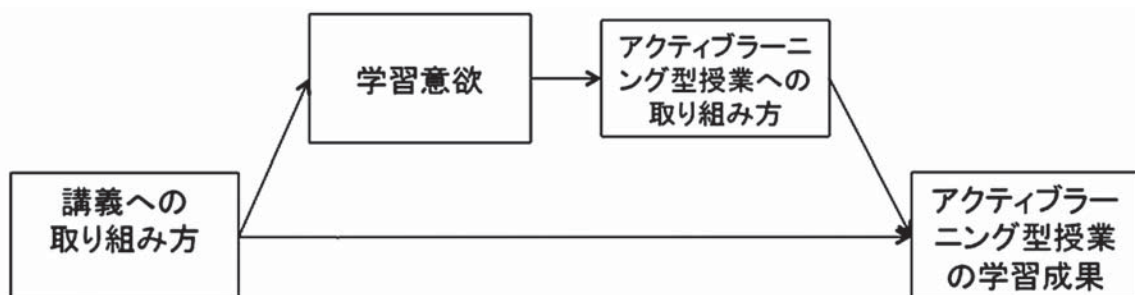 学習意欲
アクティブラーニ
ング型授業への
取り組み方
講義への
取り組み方
アクティブラー
ニング型授業
の学習成果